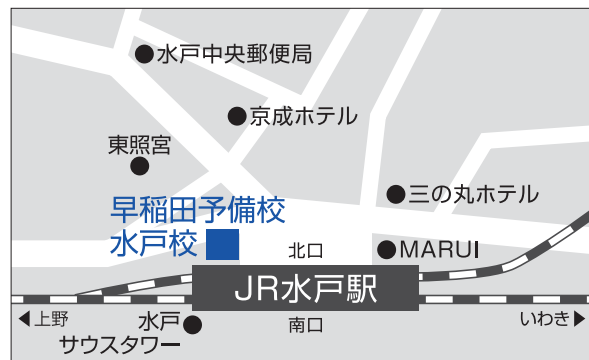 水戸中央郵便局
京成ホテル
東照宮
三の丸ホテル
早稲田予備校
水戸校
北口
MARUI
JR水戸駅
上野
水戸
サウスタワー
南口
いわき